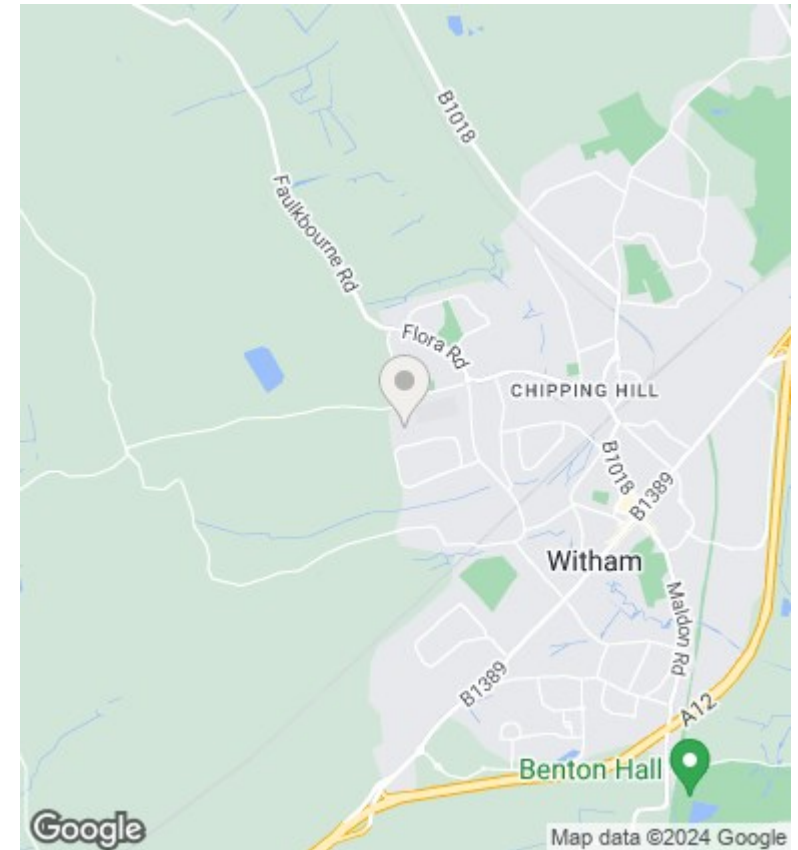 B1018
Faulkbourne Rd
Flora Rd
CHIPPING HILL
B1018
B1389
Witham
Maldon Rd
B1389
A12
Benton Hall
Google
Map data ©2024 Google